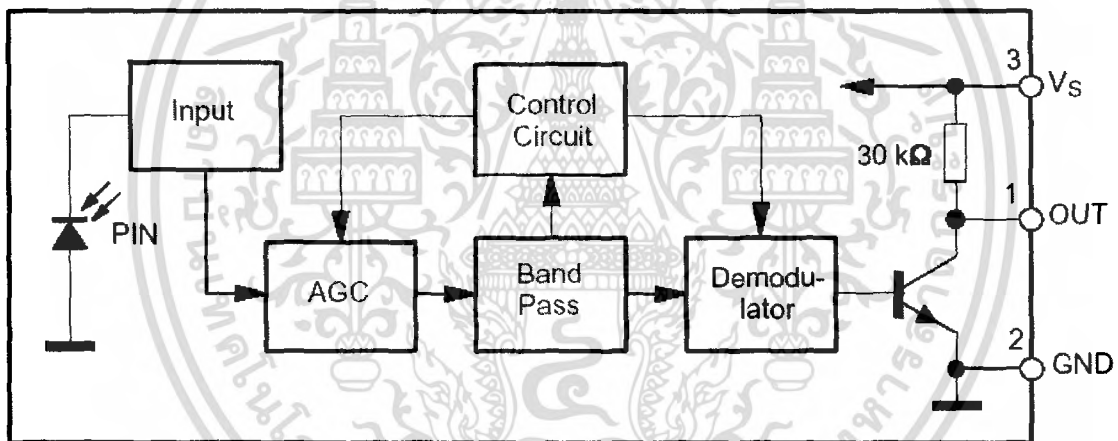 Input
Control
Circuit
3
VS
30 kΩ
1
OUT
PIN
AGC
Band
Pass
Demodu-
lator
2
GND